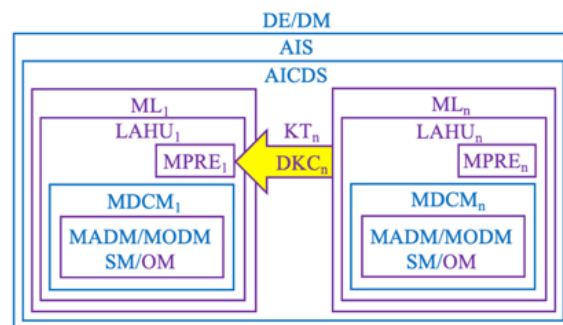 DE/DM
AIS
AICDS
ML₁
LAHU₁
MPRE₁
MDCM₁
MADM/MODM
SM/OM
KTₙ
DKCₙ
MLₙ
LAHUₙ
MPREₙ
MDCMₙ
MADM/MODM
SM/OM